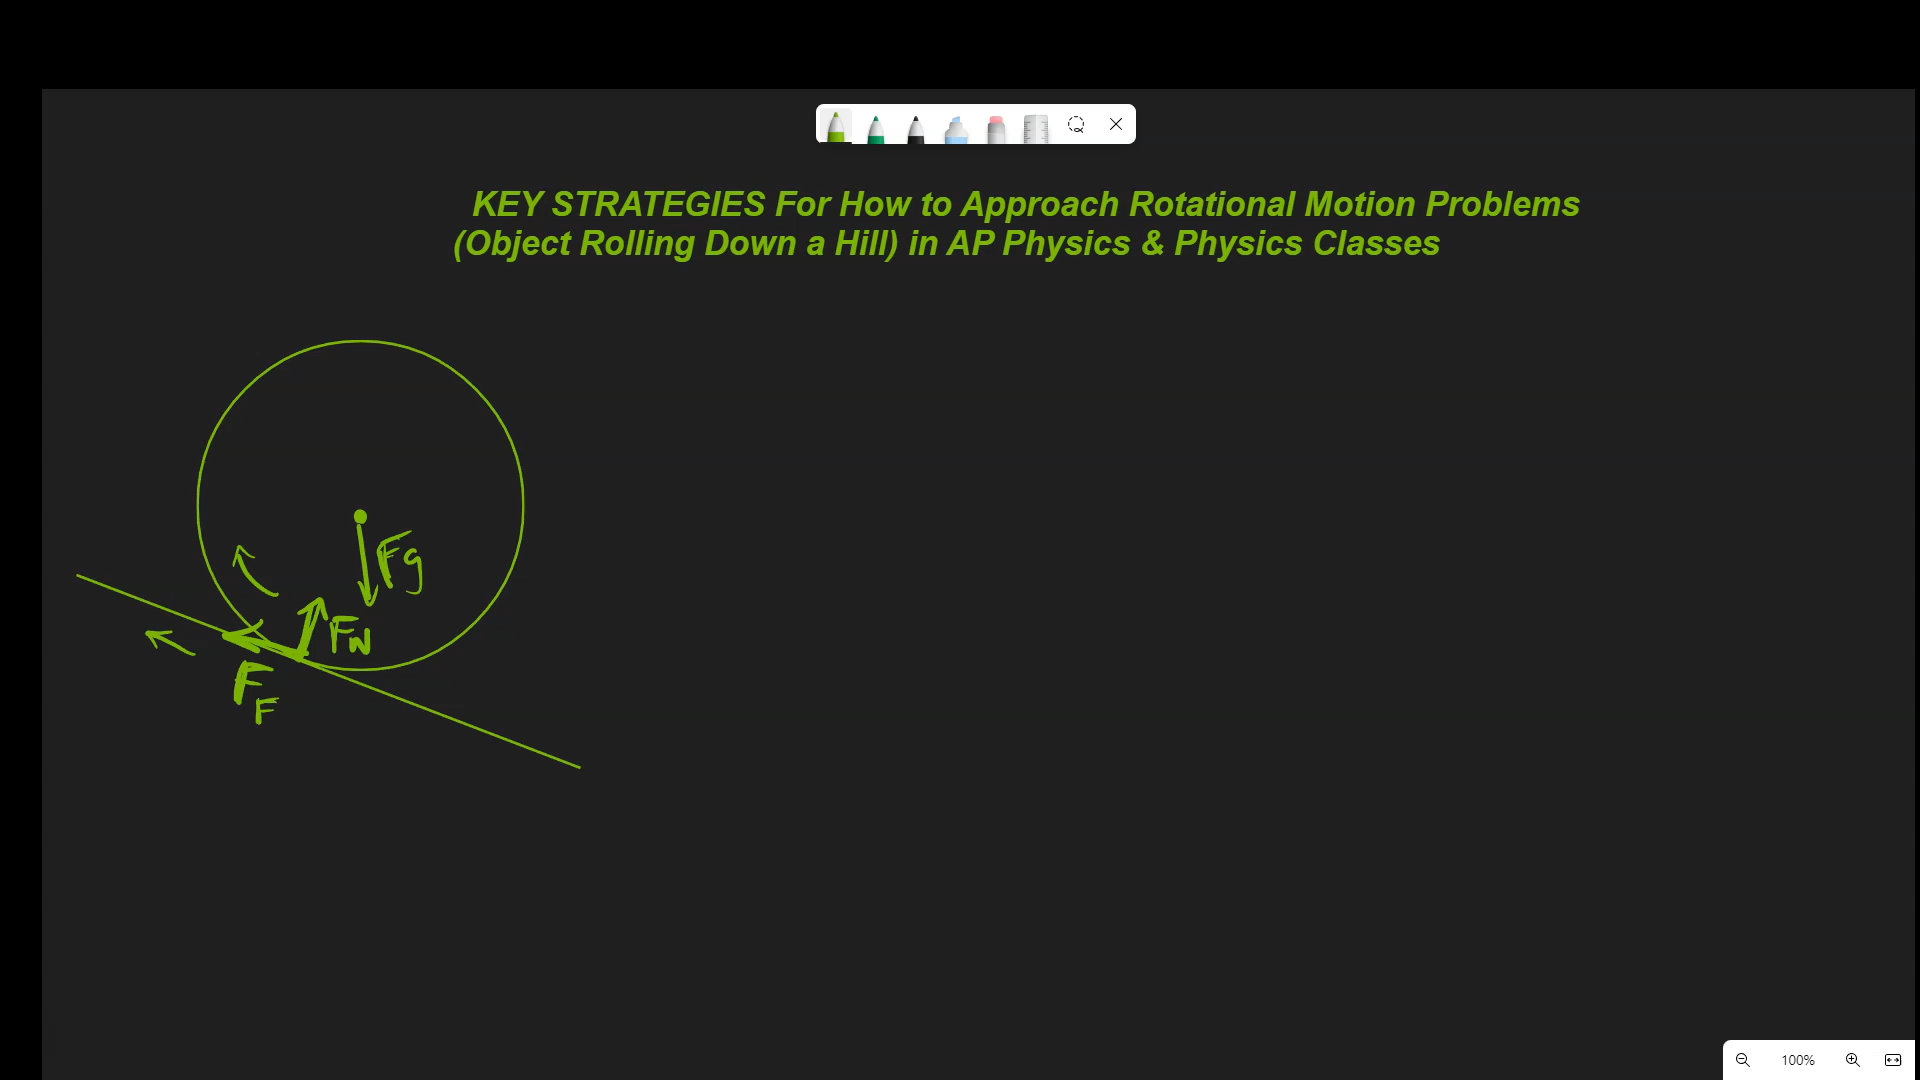 KEY STRATEGIES For How to Approach Rotational Motion Problems
(Object Rolling Down a Hill) in AP Physics & Physics Classes
Fg
FN
FF
100%